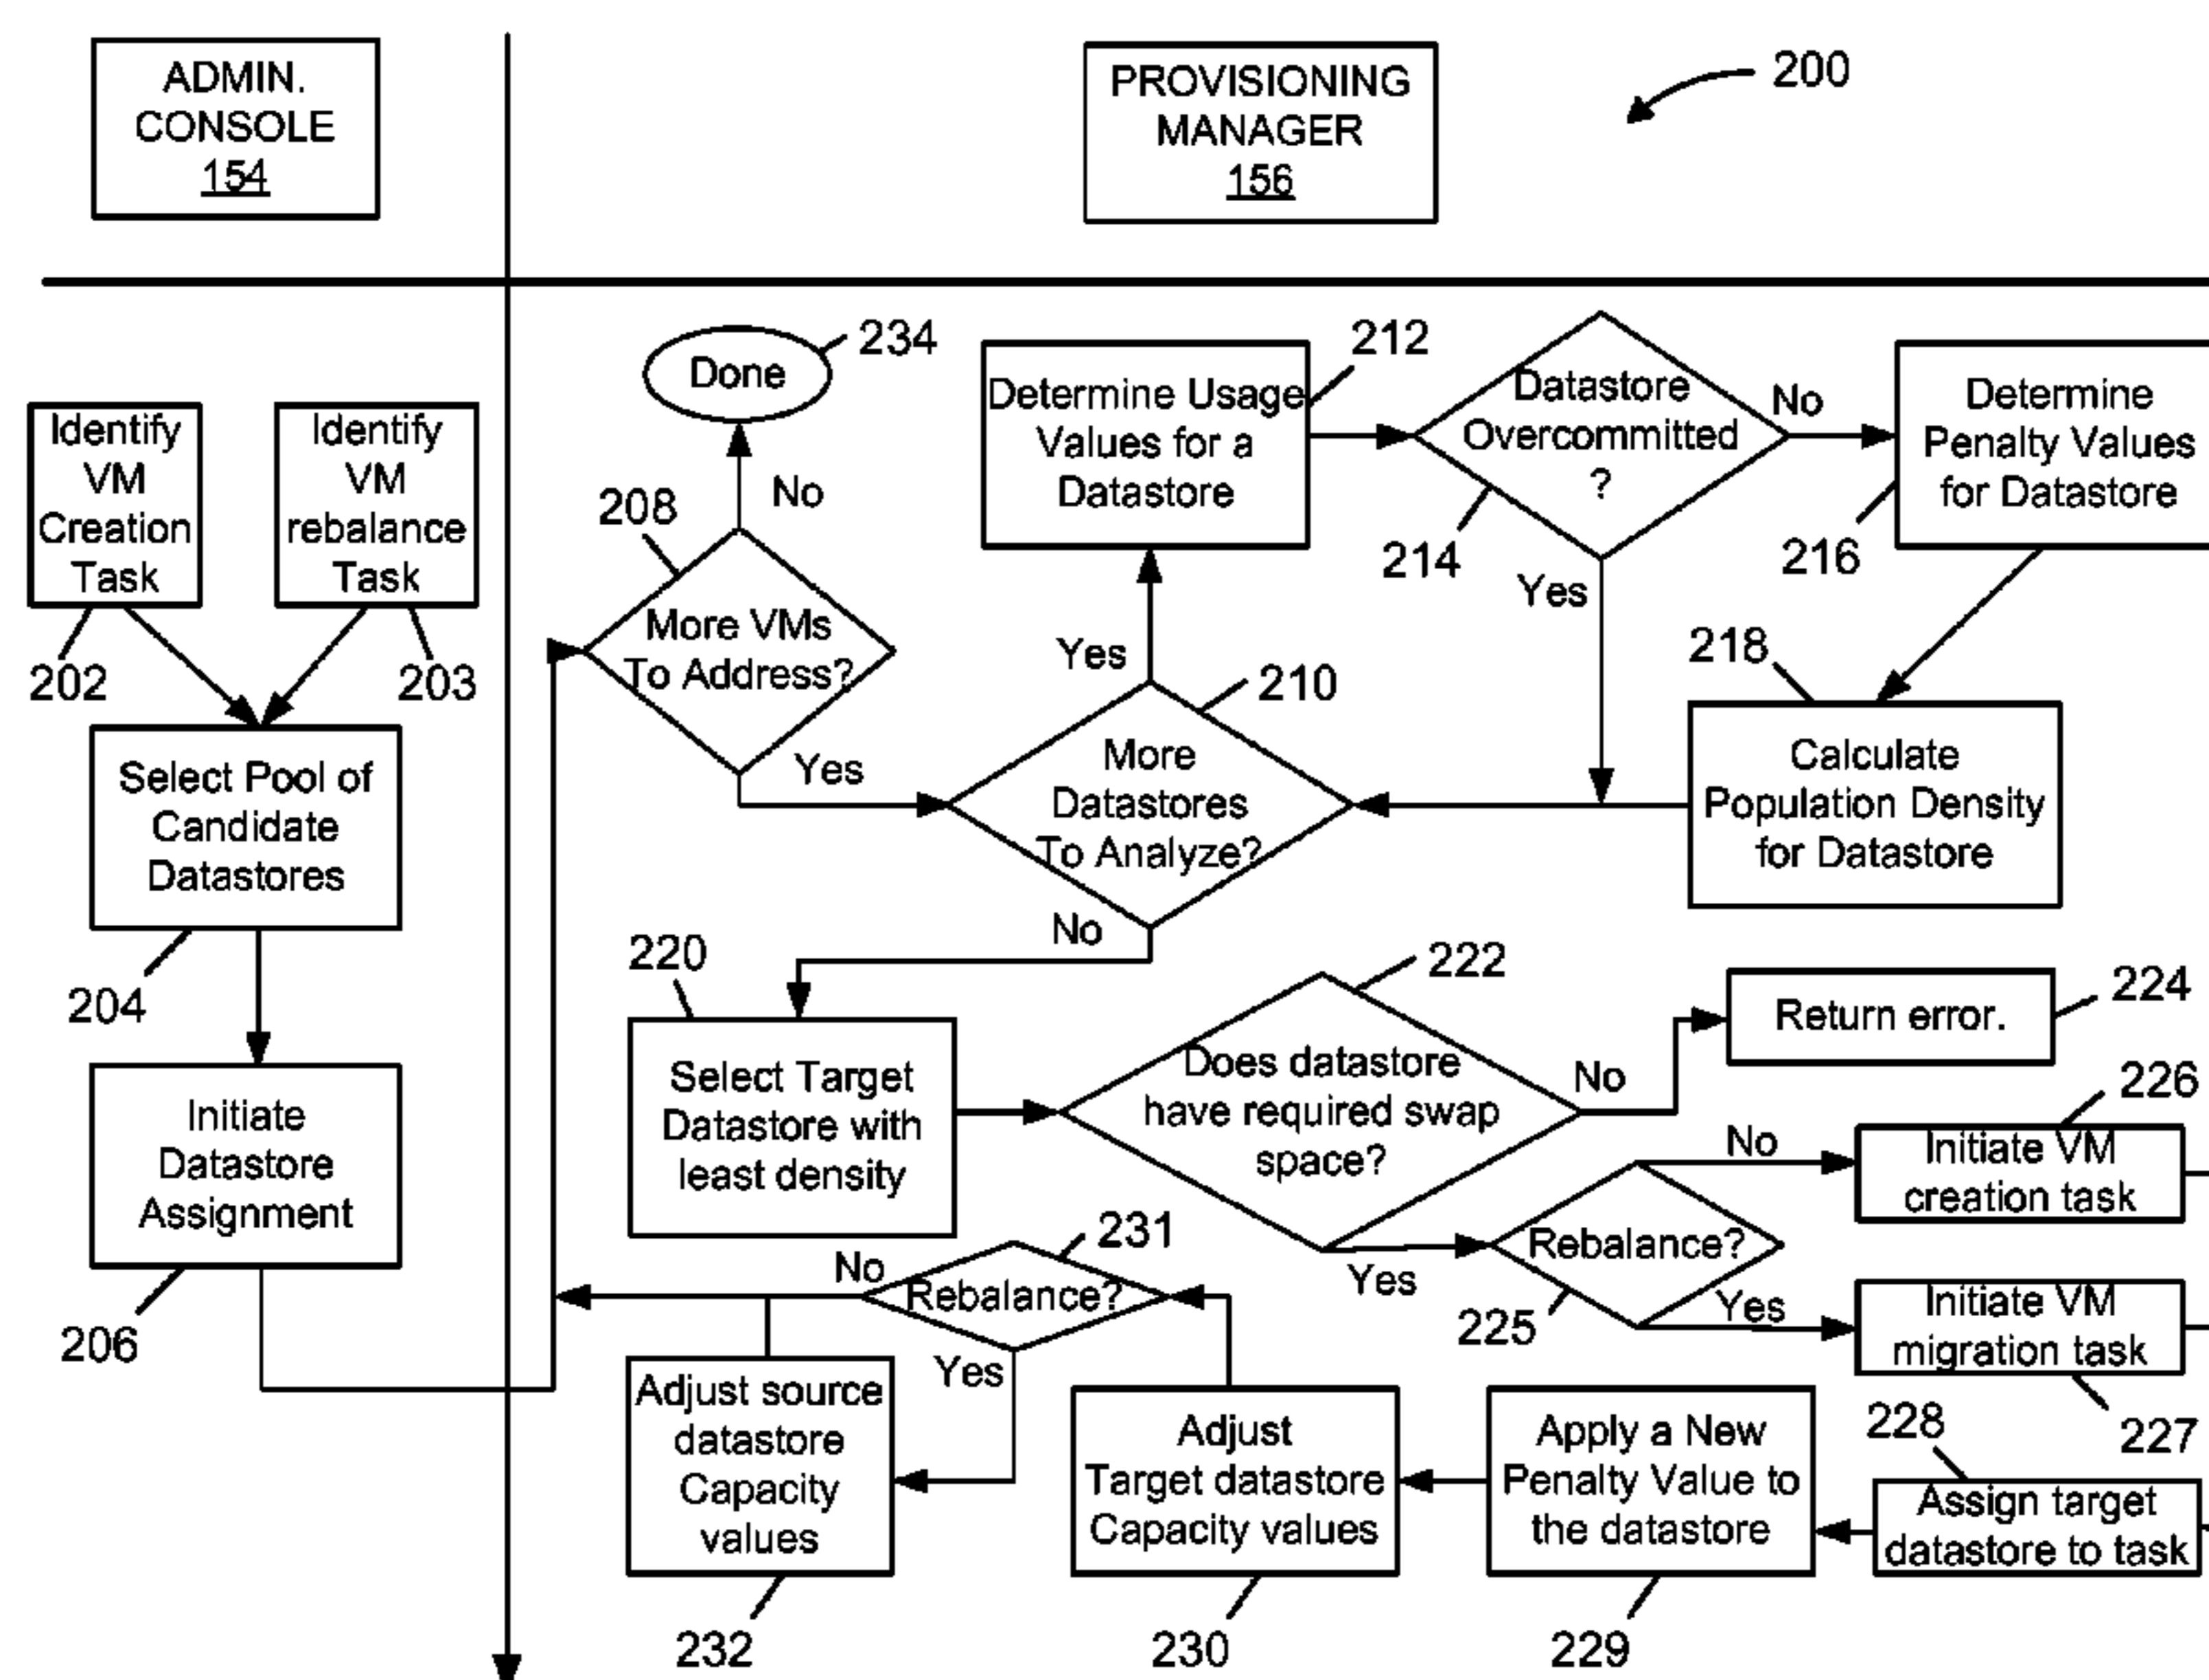 ADMIN.
CONSOLE
154
PROVISIONING
MANAGER
156
200
Identify
VM
Creation
Task
202
Identify
VM
rebalance
Task
203
Select Pool of
Candidate
Datastores
204
Initiate
Datastore
Assignment
206
Done
234
No
208
More VMs
To Address?
Yes
Determine Usage
Values for a
Datastore
212
Datastore
Overcommitted
?
214
No
Yes
Determine
Penalty Values
for Datastore
216
218
Calculate
Population Density
for Datastore
Yes
210
More
Datastores
To Analyze?
No
220
Select Target
Datastore with
least density
222
Does datastore
have required swap
space?
No
Yes
Return error.
224
Rebalance?
225
No
Yes
226
Initiate VM
creation task
Initiate VM
migration task
227
228
Assign target
datastore to task
Apply a New
Penalty Value to
the datastore
229
Adjust
Target datastore
Capacity values
230
231
Rebalance?
No
Yes
Adjust source
datastore
Capacity
values
232